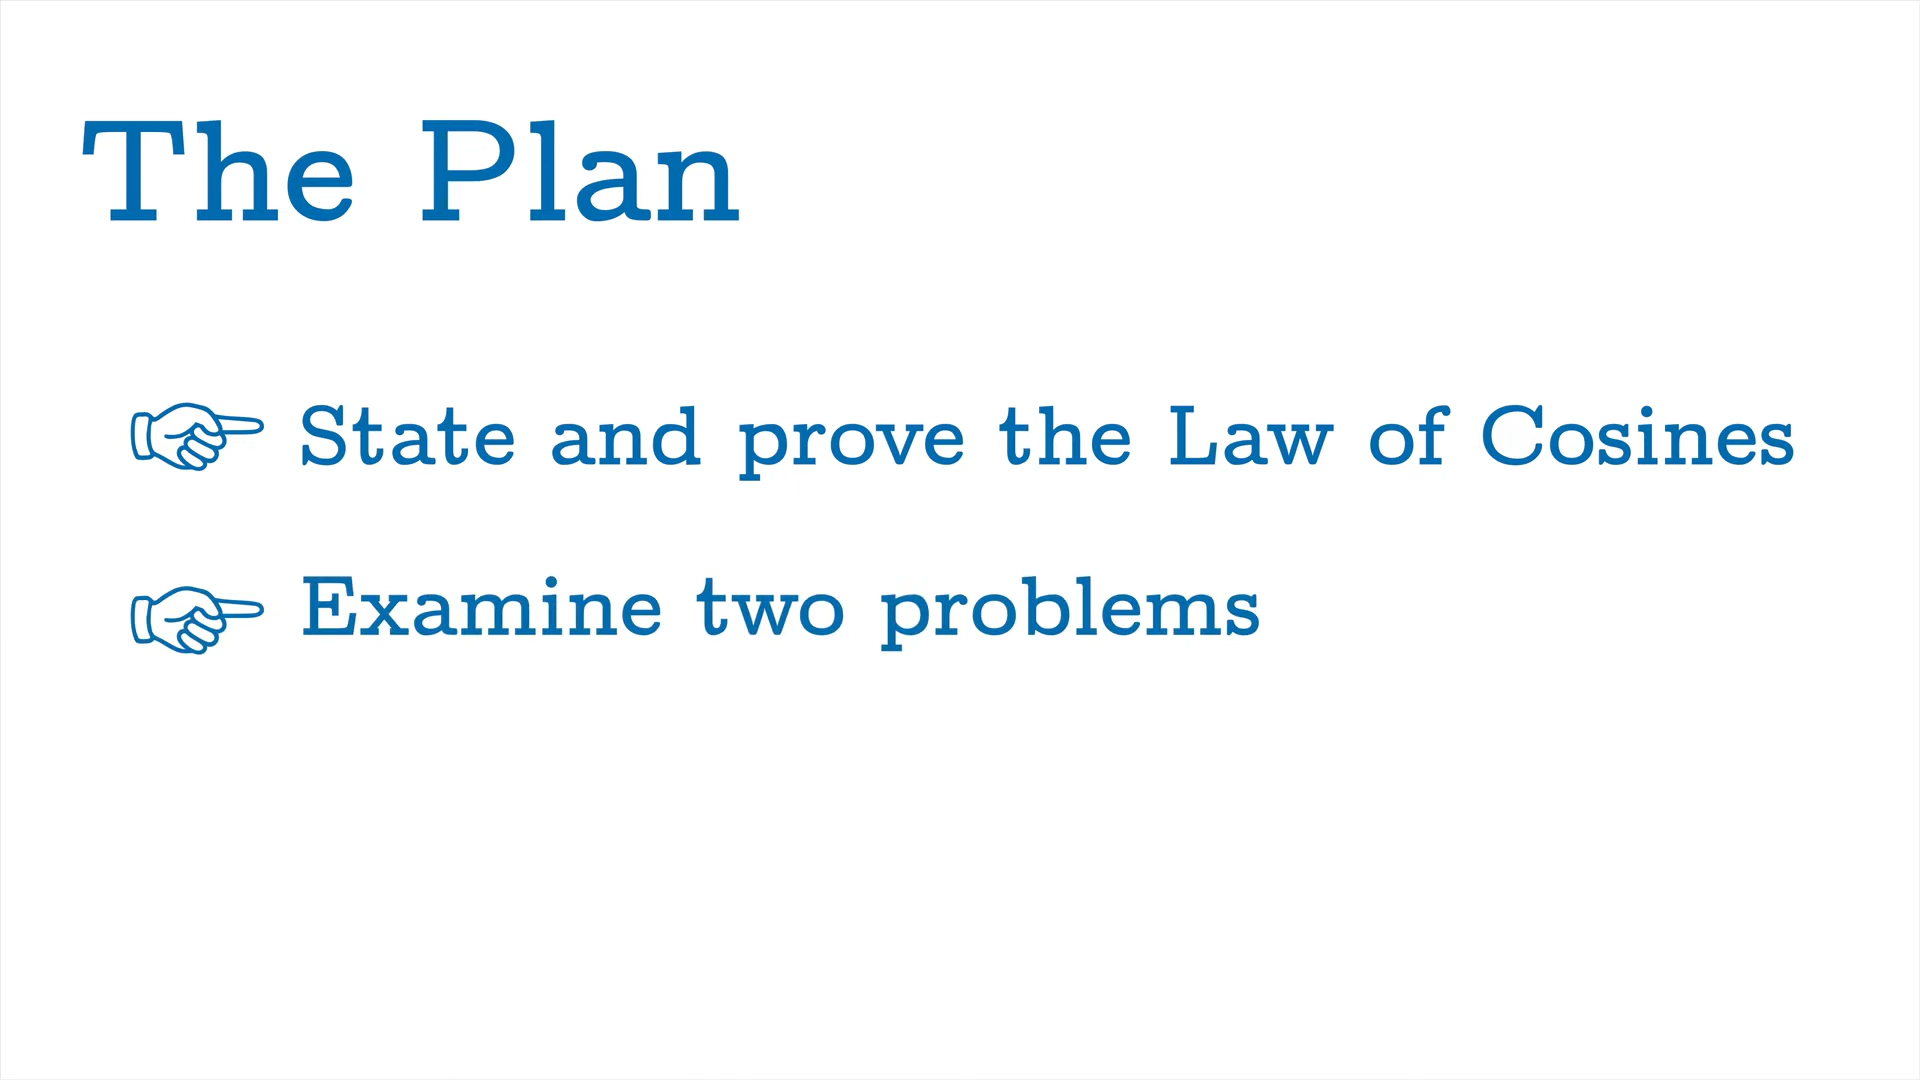 The Plan
☞ State and prove the Law of Cosines
☞ Examine two problems